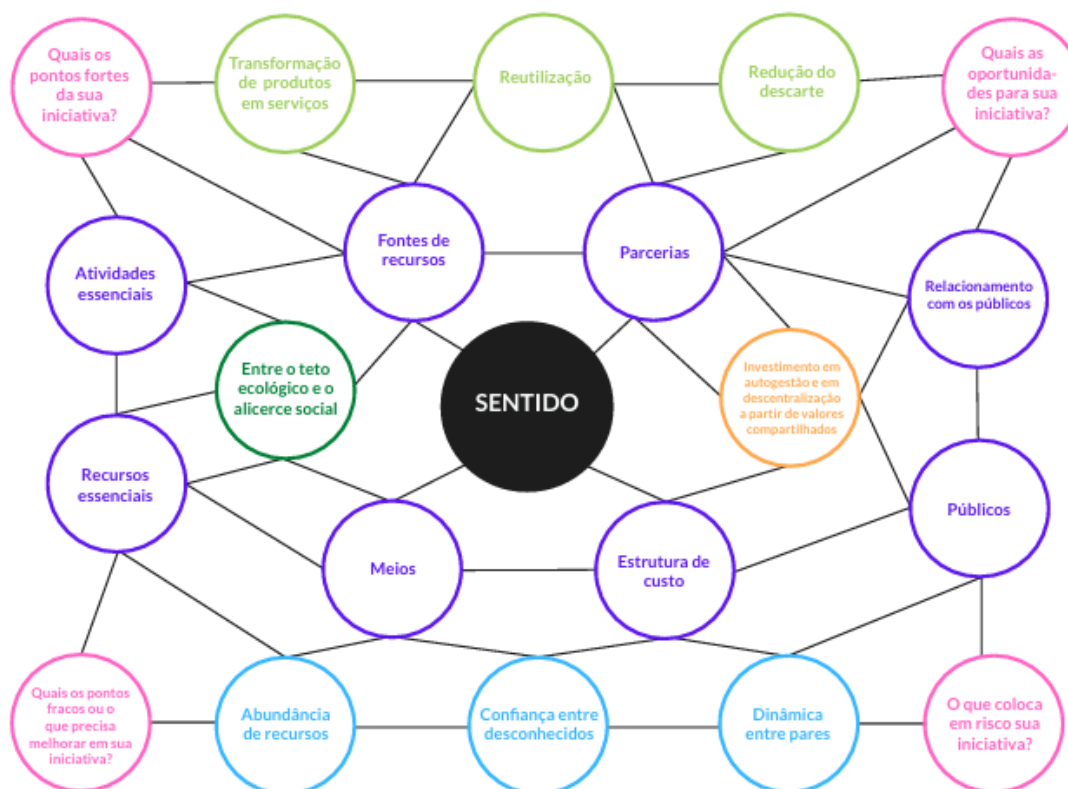 Quais os
pontos fortes
da sua
iniciativa?
Transformação
de produtos
em serviços
Reutilização
Redução do
descarte
Quais as
oportunida-
des para sua
iniciativa?
Atividades
essenciais
Fontes de
recursos
Parcerias
Relacionamento
com os públicos
Entre o teto
ecológico e o
alicerce social
SENTIDO
Investimento em
autogestão e em
descentralização
a partir de valores
compartilhados
Recursos
essenciais
Meios
Estrutura de
custo
Públicos
Quais os pontos
fracos ou o
que precisa
melhorar em sua
iniciativa?
Abundância
de recursos
Confiança entre
desconhecidos
Dinâmica
entre pares
O que coloca
em risco sua
iniciativa?